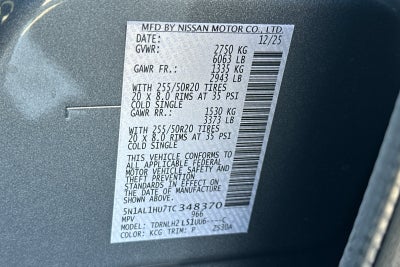 MFD BY NISSAN MOTOR CO., LTD.
DATE: 12/25
GVWR: 2750 KG
6063 LB
GAWR FR.: 1335 KG
2943 LB
WITH 255/50R20 TIRES
20 x 8.0 RIMS AT 35 PSI
COLD SINGLE
GAWR RR.: 1530 KG
3373 LB
WITH 255/50R20 TIRES
20 x 8.0 RIMS AT 35 PSI
COLD SINGLE
THIS VEHICLE CONFORMS TO
ALL APPLICABLE FEDERAL
MOTOR VEHICLE SAFETY AND
THEFT PREVENTION
STANDARDS IN EFFECT ON
THE DATE OF MANUFACTURE
SHOWN ABOVE.
5N1AL1HU7TC348370
MPV 966
MODEL:
COLOR: KCG TRIM: P